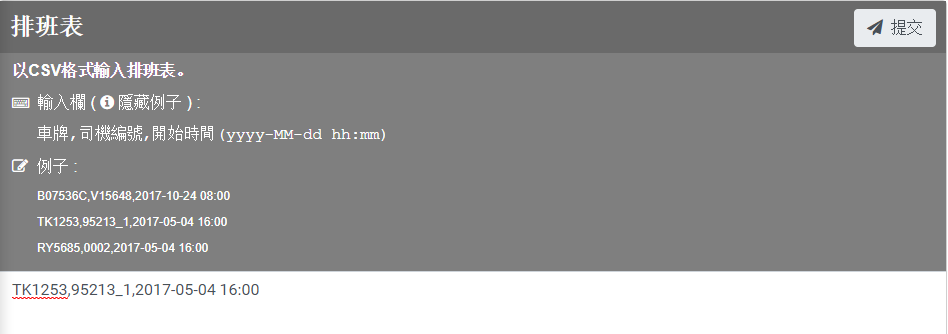 排班表
提交
以CSV格式輸入排班表。
輸入欄 ( 隱藏例子 ) :
車牌,司機編號,開始時間(yyyy-MM-dd hh:mm)
例子 :
B07536C,V15648,2017-10-24 08:00
TK1253,95213_1,2017-05-04 16:00
RY5685,0002,2017-05-04 16:00
TK1253,95213_1,2017-05-04 16:00